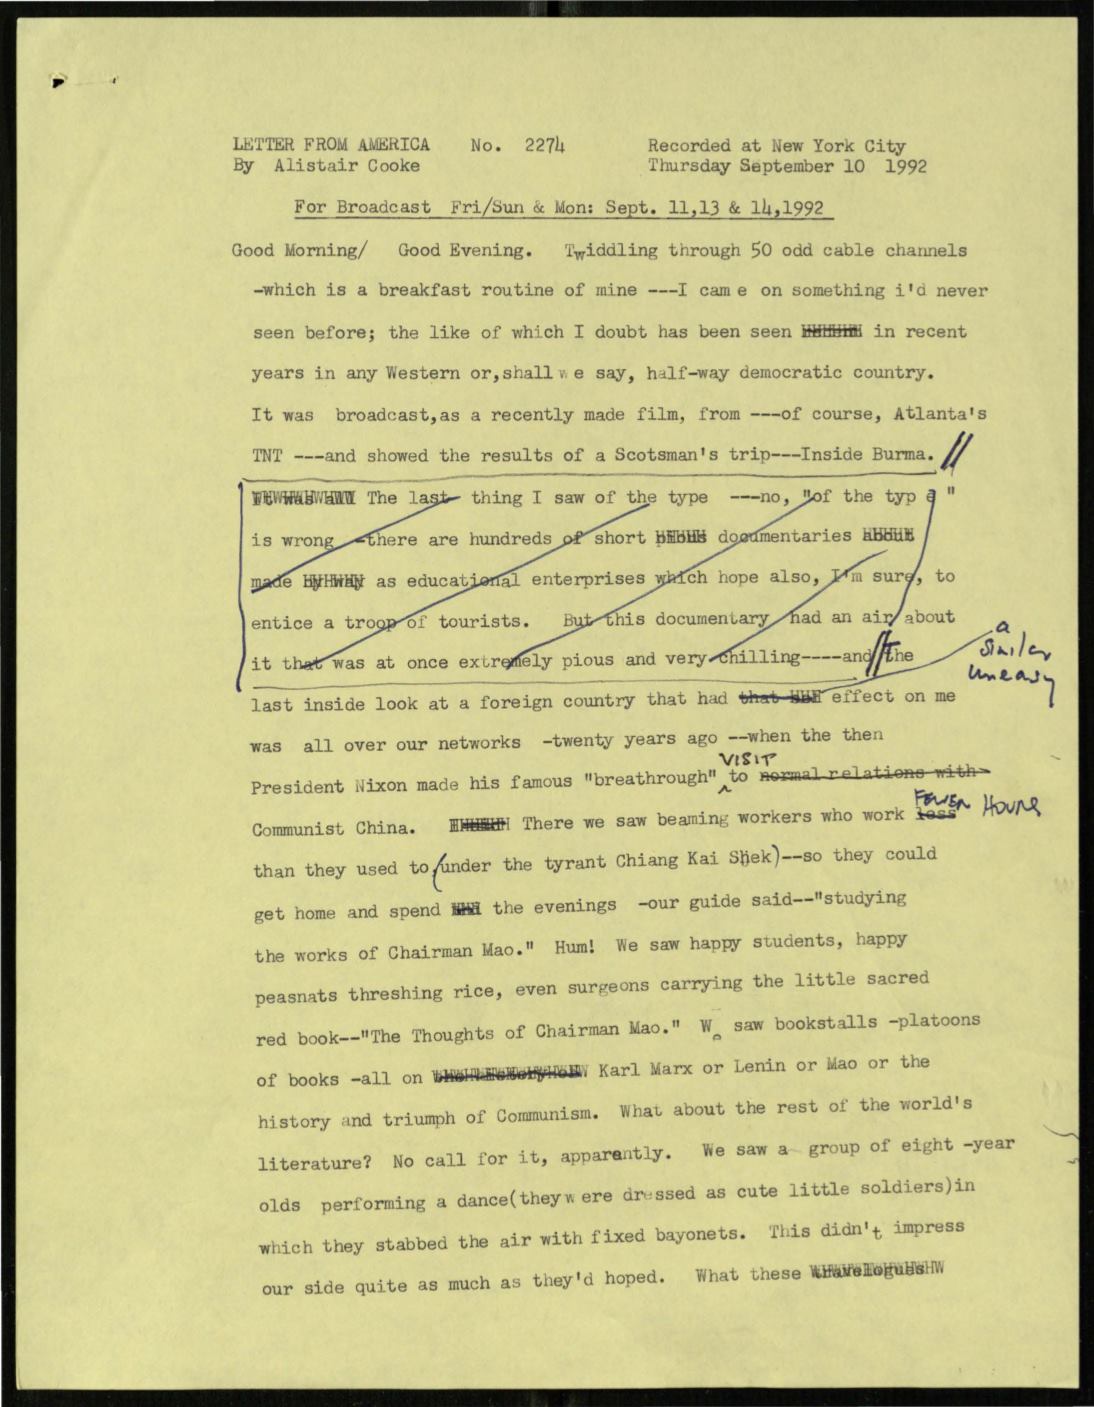 LETTER FROM AMERICA No. 2274 Recorded at New York City
By Alistair Cooke Thursday September 10 1992
For Broadcast Fri/Sun & Mon: Sept. 11,13 & 14,1992
Good Morning/ Good Evening. Twiddling through 50 odd cable channels
-which is a breakfast routine of mine ---I cam e on something i'd never
seen before; the like of which I doubt has been seen in recent
years in any Western or,shall w e say, half-way democratic country.
It was broadcast,as a recently made film, from ---of course, Atlanta's
TNT ---and showed the results of a Scotsman's trip---Inside Burma. //
It was all The last thing I saw of the type ---no, "of the typ e "
is wrong -there are hundreds of short pious documentaries about
made by way as educational enterprises which hope also, I'm sure, to
entice a troop of tourists. But this documentary had an air about
it that was at once extremely pious and very chilling----and // the
a similar uneasy
last inside look at a foreign country that had that effect on me
was all over our networks -twenty years ago --when the then
VISIT
President Nixon made his famous "breathrough" to normal relations with
FEWER HOURS
Communist China. There we saw beaming workers who work less
than they used to (under the tyrant Chiang Kai Shek)--so they could
get home and spend the evenings -our guide said--"studying
the works of Chairman Mao." Hum! We saw happy students, happy
peasnats threshing rice, even surgeons carrying the little sacred
red book--"The Thoughts of Chairman Mao." We saw bookstalls -platoons
of books -all on Karl Marx or Lenin or Mao or the
history and triumph of Communism. What about the rest of the world's
literature? No call for it, apparently. We saw a group of eight -year
olds performing a dance(they w ere dressed as cute little soldiers)in
which they stabbed the air with fixed bayonets. This didn't impress
our side quite as much as they'd hoped. What these travelogues